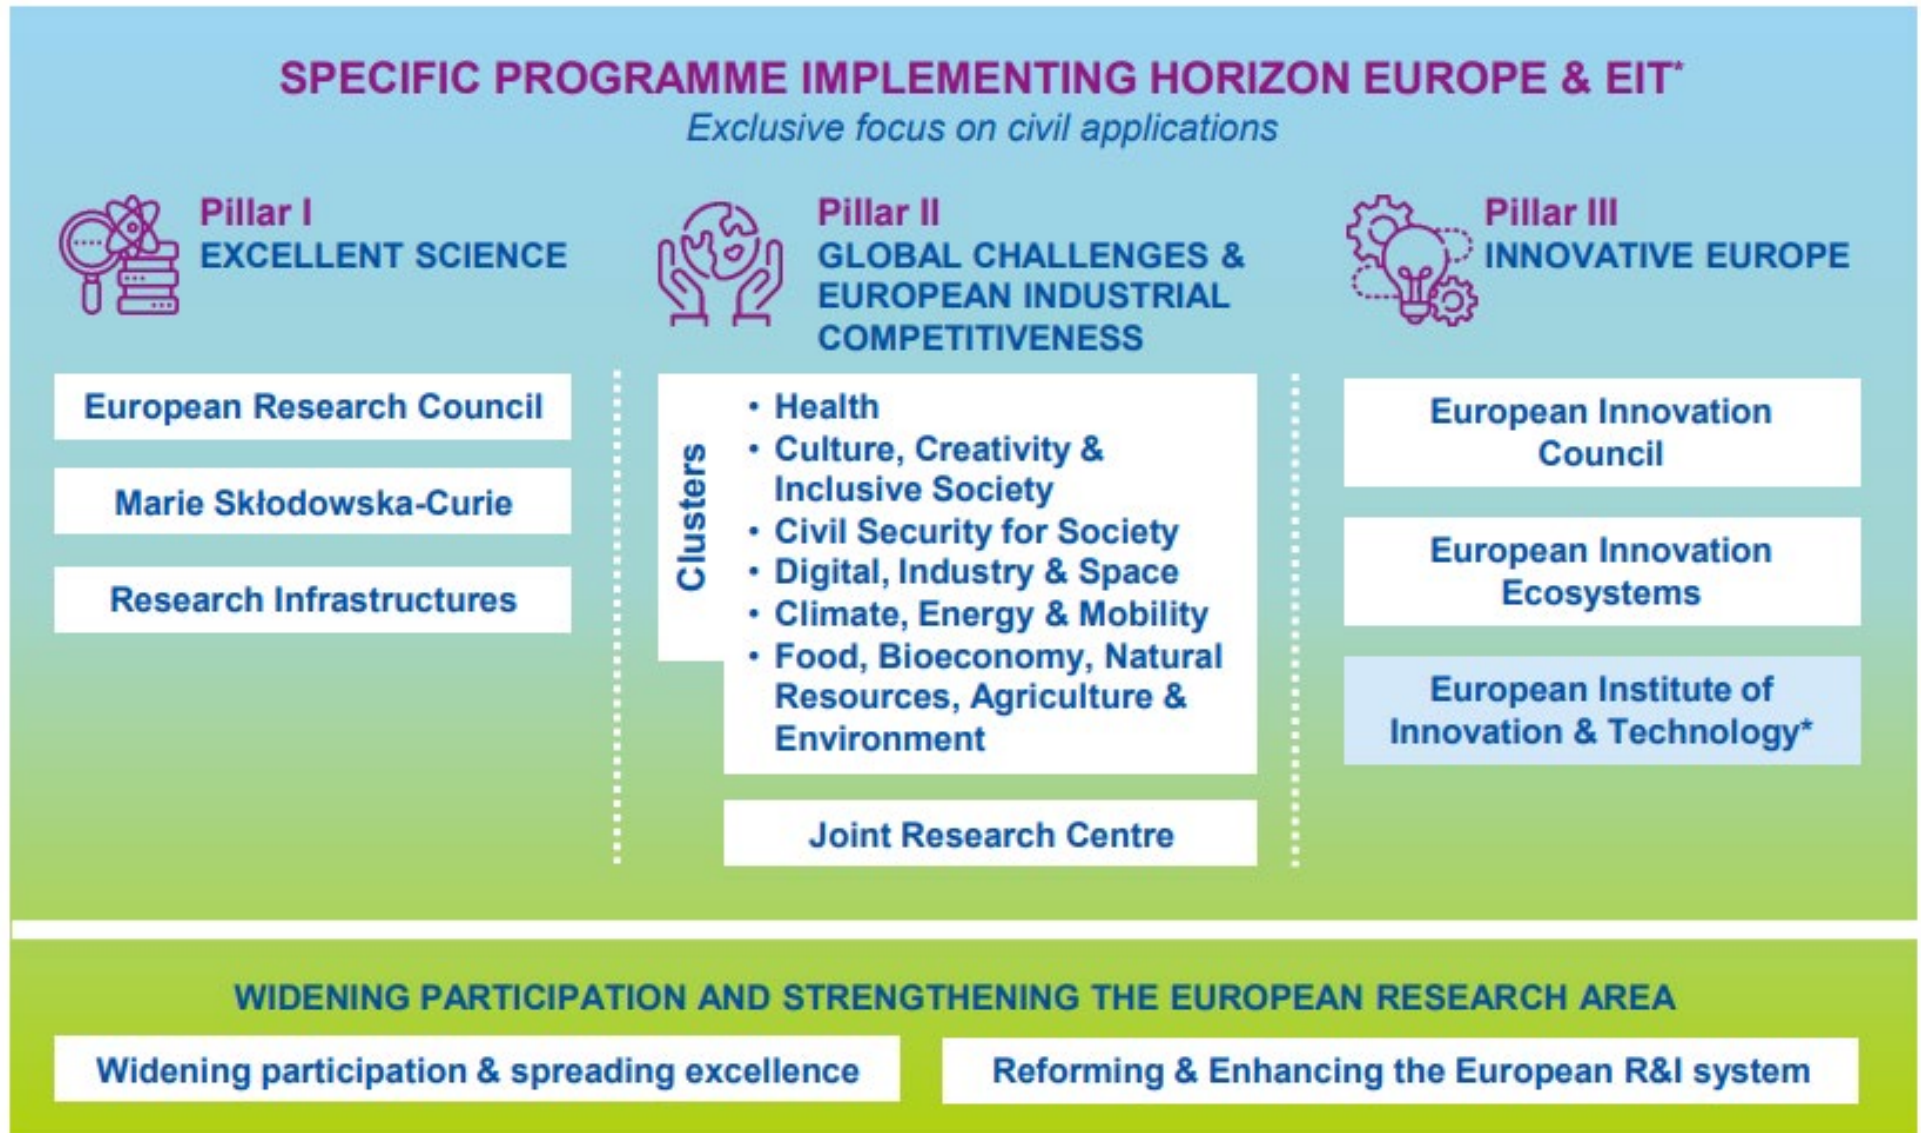 SPECIFIC PROGRAMME IMPLEMENTING HORIZON EUROPE & EIT*
Exclusive focus on civil applications
Pillar I
EXCELLENT SCIENCE
European Research Council
Marie Skłodowska-Curie
Research Infrastructures
Pillar II
GLOBAL CHALLENGES &
EUROPEAN INDUSTRIAL
COMPETITIVENESS
Clusters
• Health
• Culture, Creativity &
Inclusive Society
• Civil Security for Society
• Digital, Industry & Space
• Climate, Energy & Mobility
• Food, Bioeconomy, Natural
Resources, Agriculture &
Environment
Joint Research Centre
Pillar III
INNOVATIVE EUROPE
European Innovation
Council
European Innovation
Ecosystems
European Institute of
Innovation & Technology*
WIDENING PARTICIPATION AND STRENGTHENING THE EUROPEAN RESEARCH AREA
Widening participation & spreading excellence
Reforming & Enhancing the European R&I system